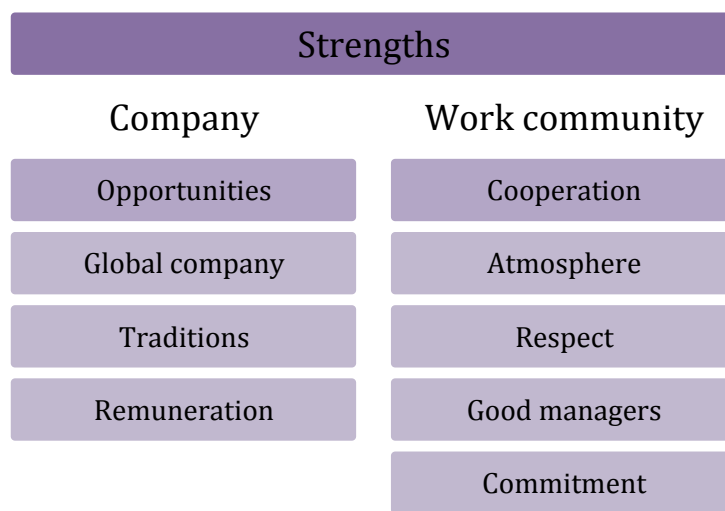 Strengths
Company
Opportunities
Global company
Traditions
Remuneration
Work community
Cooperation
Atmosphere
Respect
Good managers
Commitment